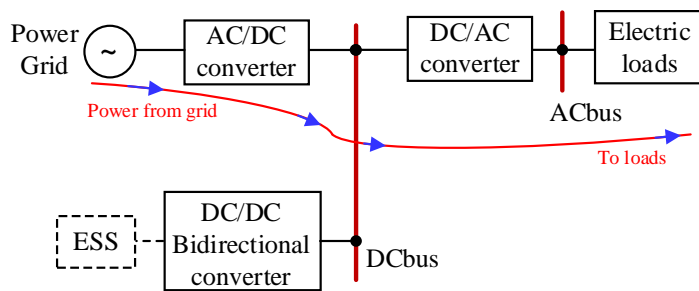 Power
Grid
~
AC/DC
converter
DC/AC
converter
Electric
loads
ACbus
Power from grid
To loads
ESS
DC/DC
Bidirectional
converter
DCbus